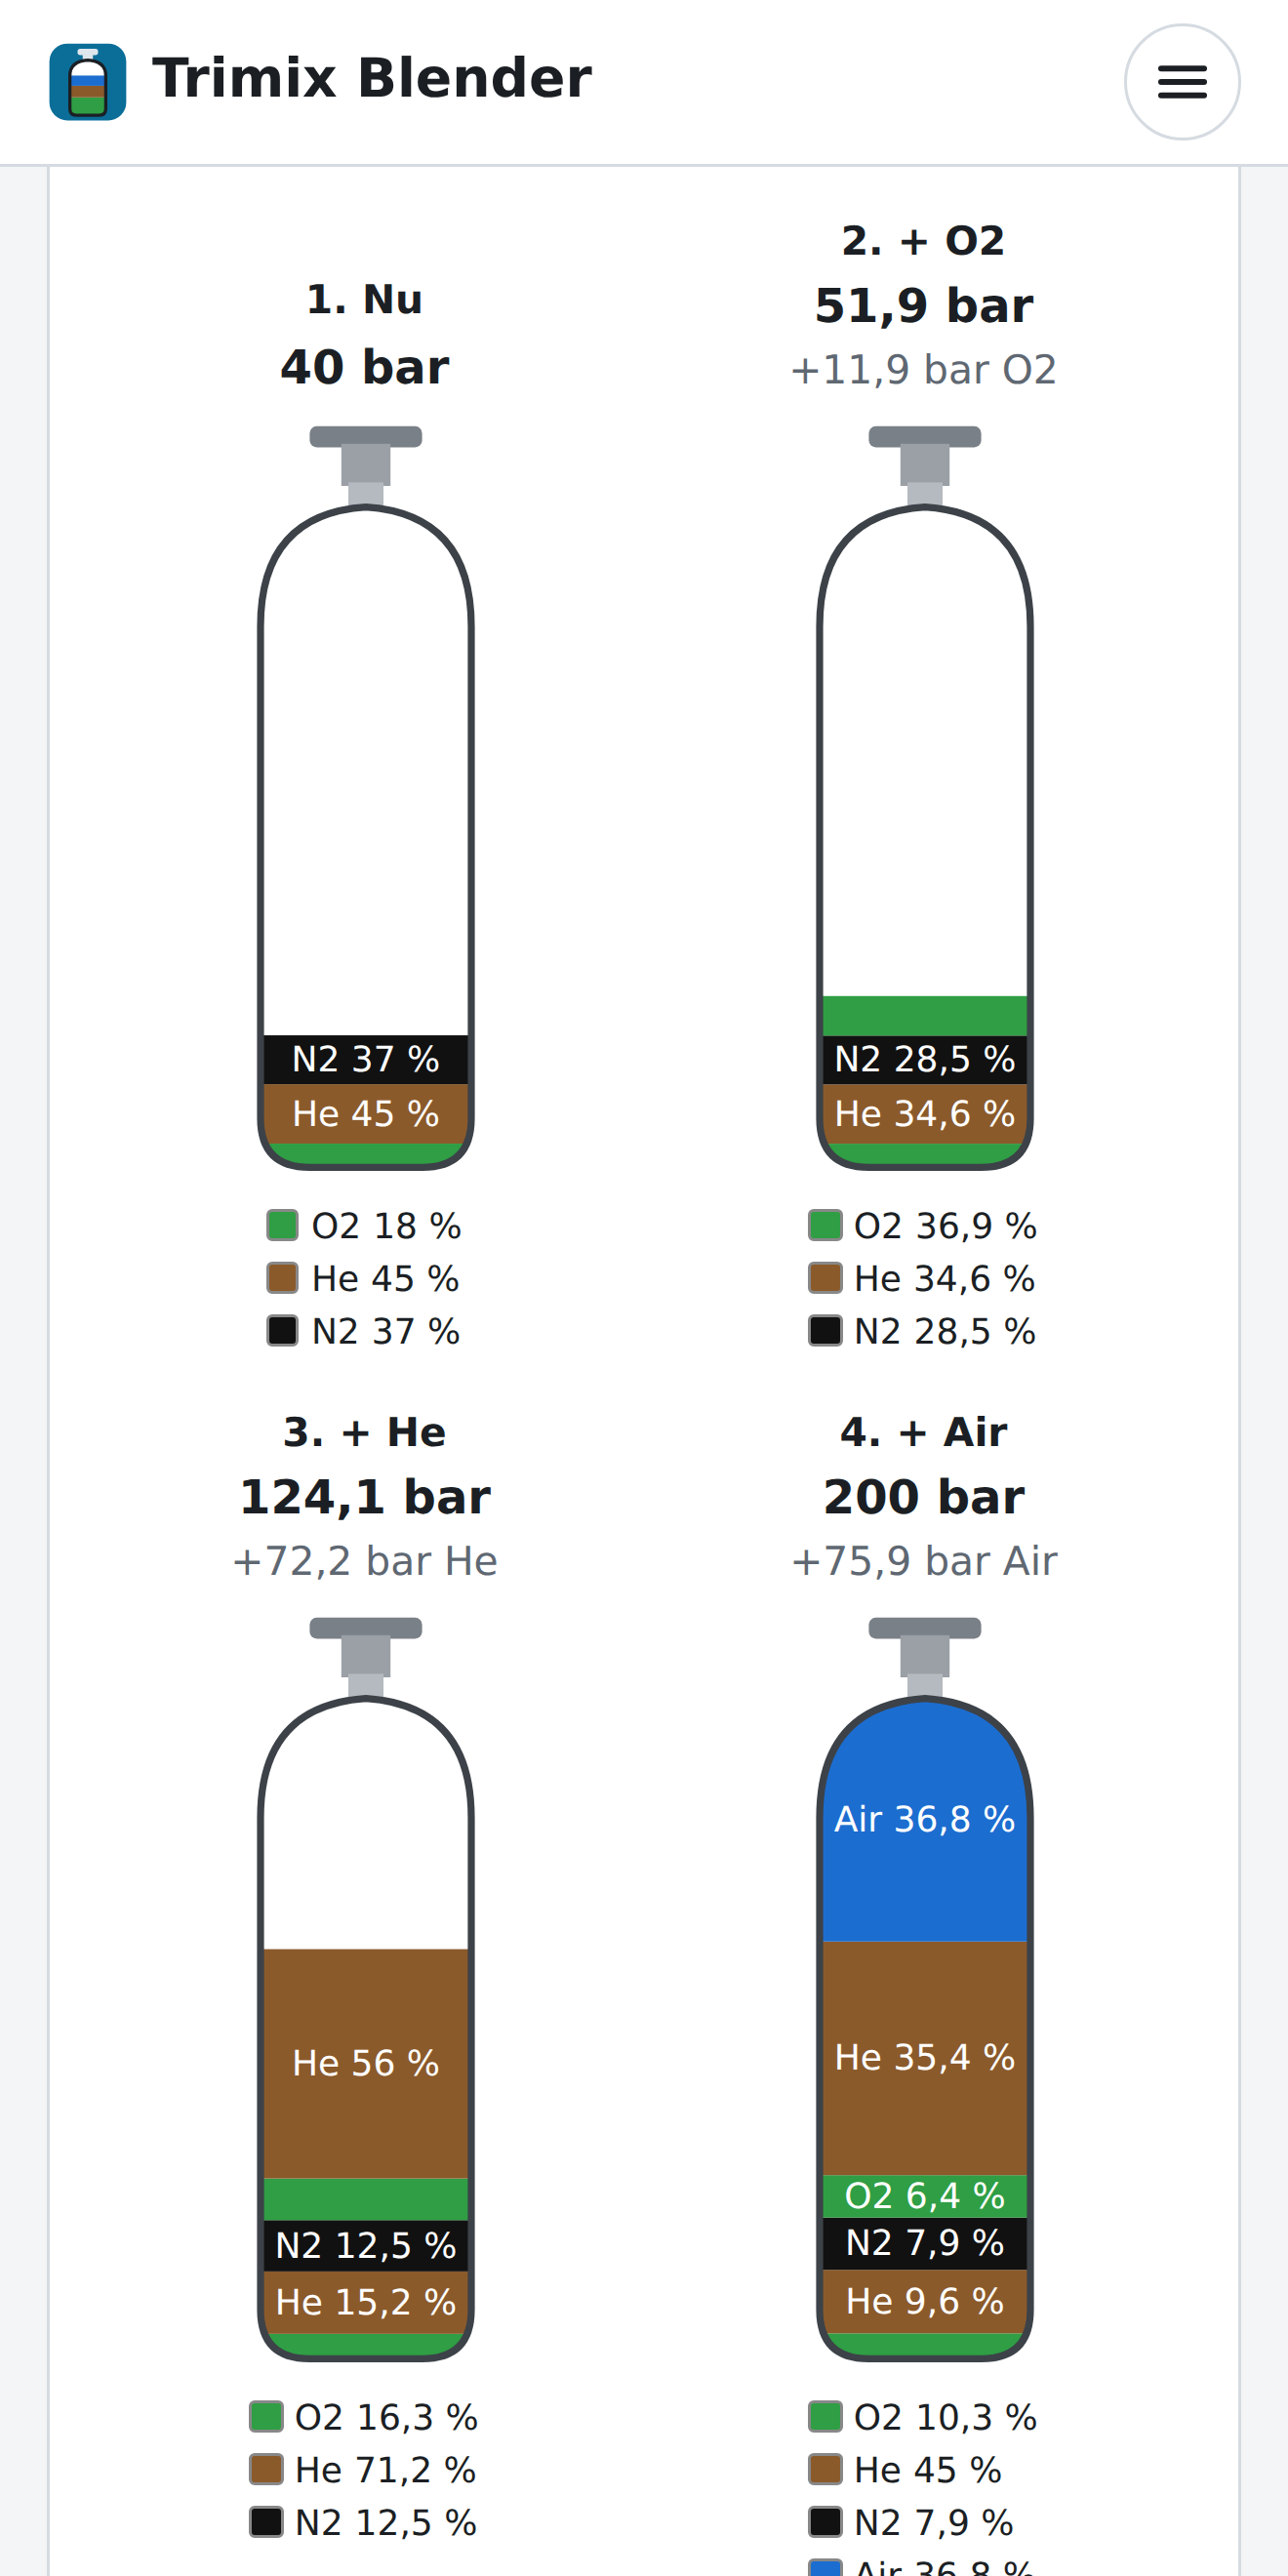 Trimix Blender
1. Nu
40 bar
2. + O2
51,9 bar
+11,9 bar O2
N2 37 %
He 45 %
N2 28,5 %
He 34,6 %
O2 18 %
He 45 %
N2 37 %
O2 36,9 %
He 34,6 %
N2 28,5 %
3. + He
124,1 bar
+72,2 bar He
4. + Air
200 bar
+75,9 bar Air
He 56 %
N2 12,5 %
He 15,2 %
Air 36,8 %
He 35,4 %
O2 6,4 %
N2 7,9 %
He 9,6 %
O2 16,3 %
He 71,2 %
N2 12,5 %
O2 10,3 %
He 45 %
N2 7,9 %
Air 36,8 %